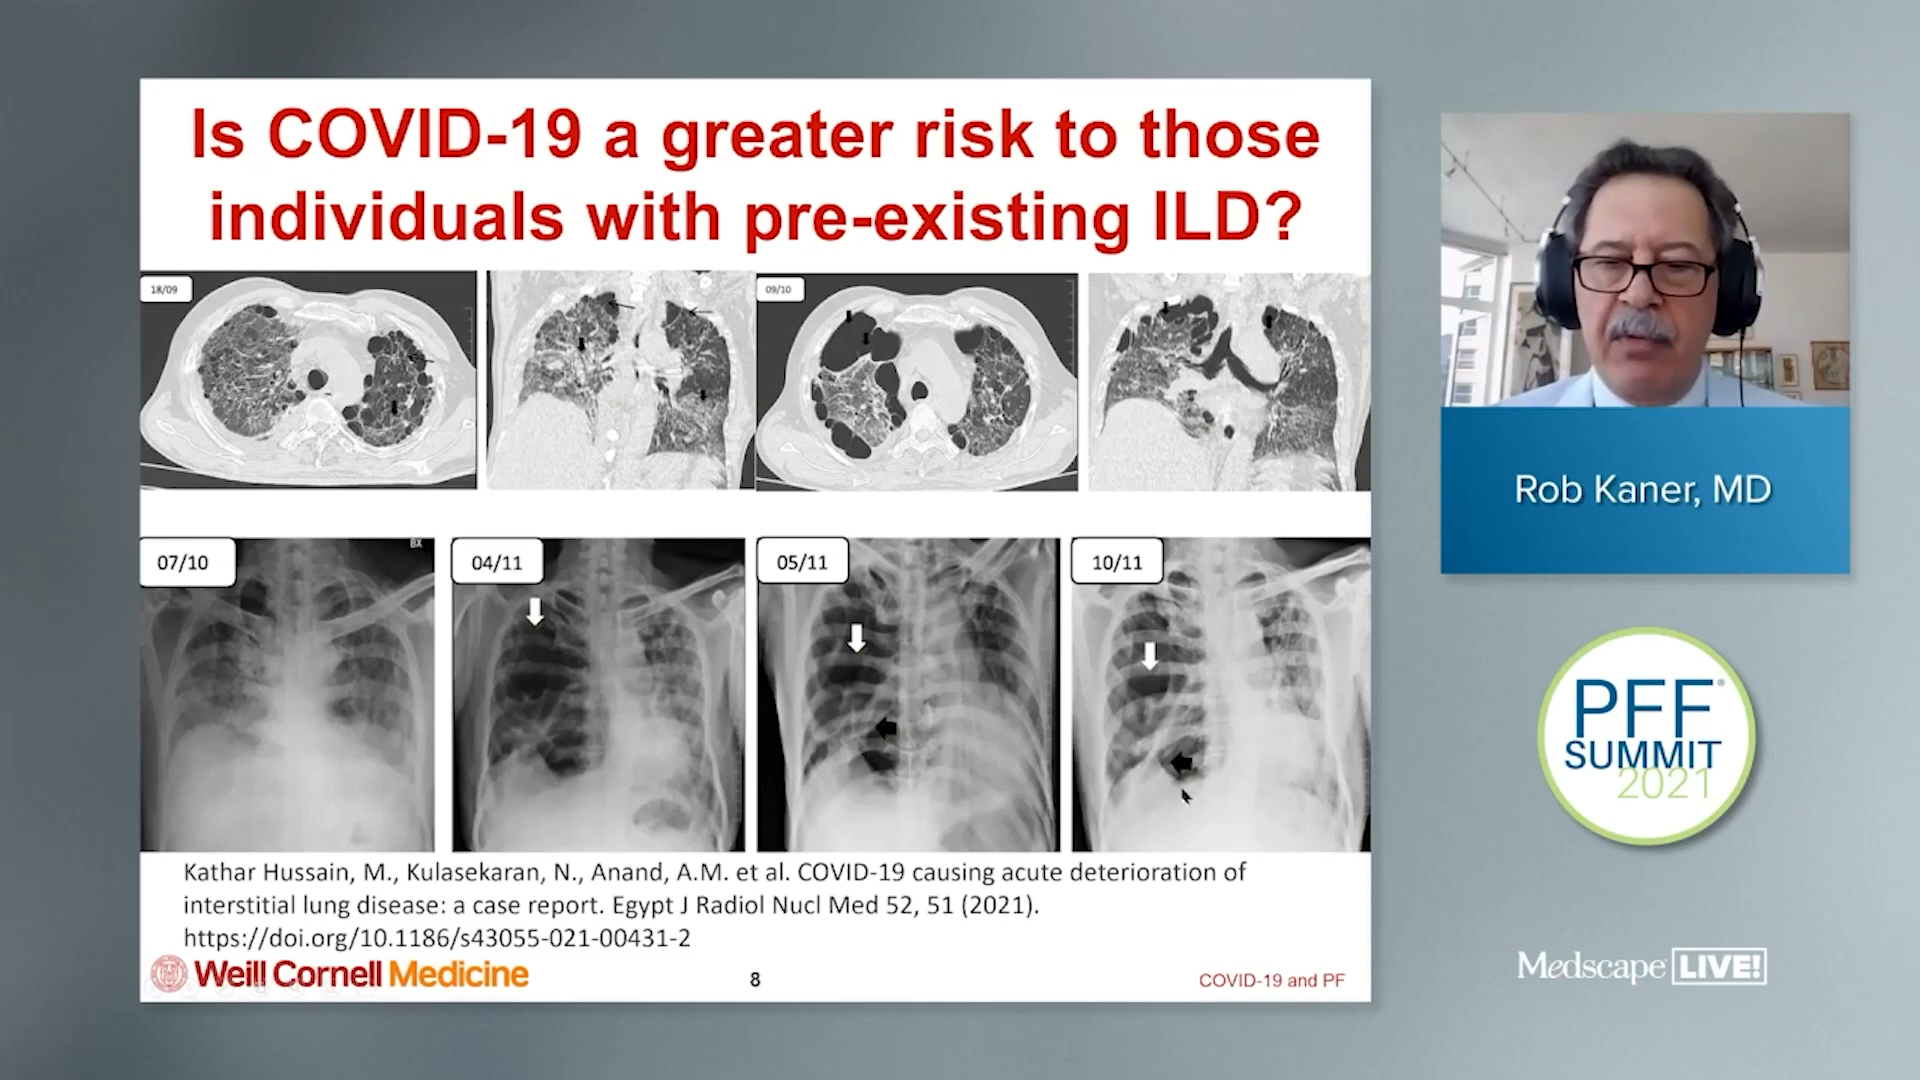 Is COVID-19 a greater risk to those
individuals with pre-existing ILD?
18/09
09/10
07/10
BX
04/11
05/11
10/11
Kathar Hussain, M., Kulasekaran, N., Anand, A.M. et al. COVID-19 causing acute deterioration of
interstitial lung disease: a case report. Egypt J Radiol Nucl Med 52, 51 (2021).
https://doi.org/10.1186/s43055-021-00431-2
Weill Cornell Medicine
8
COVID-19 and PF
Rob Kaner, MD
PFF®
SUMMIT
2021
Medscape LIVE!